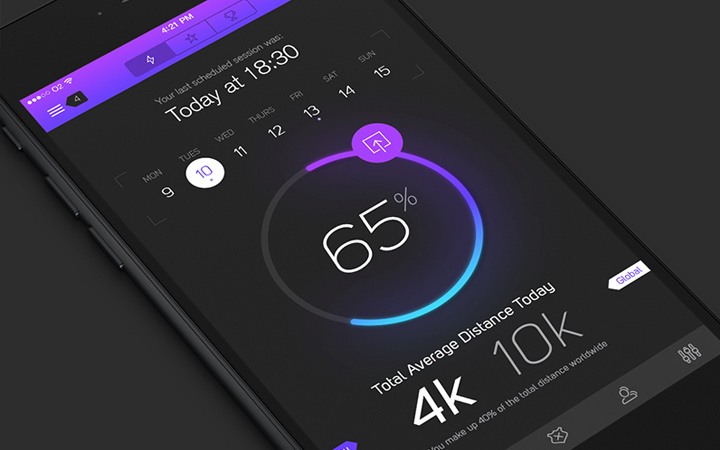 O2
4:21 PM
4
Your last scheduled session was:
Today at 18:30
MON TUES WED THURS FRI SAT SUN
9 10 11 12 13 14 15
65%
Global
Total Average Distance Today
4k 10k
You make up 40% of the total distance worldwide